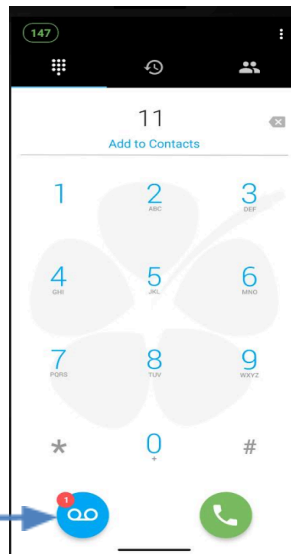 147
11
Add to Contacts
1 2 3
ABC DEF
4 5 6
GHI JKL MNO
7 8 9
PQRS TUV WXYZ
* 0 #
+
1